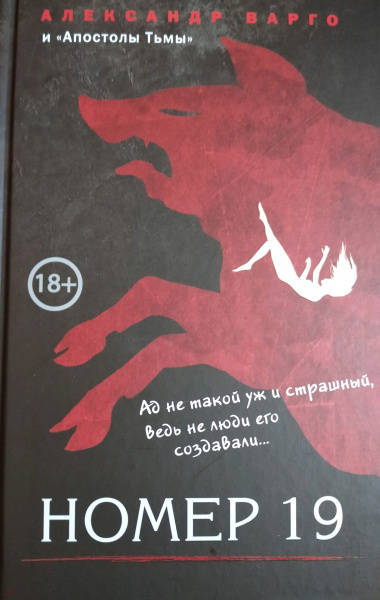 АЛЕКСАНДР ВАРГО
и «Апостолы Тьмы»
18+
Ад не такой уж и страшный,
ведь не люди его
создавали...
НОМЕР 19